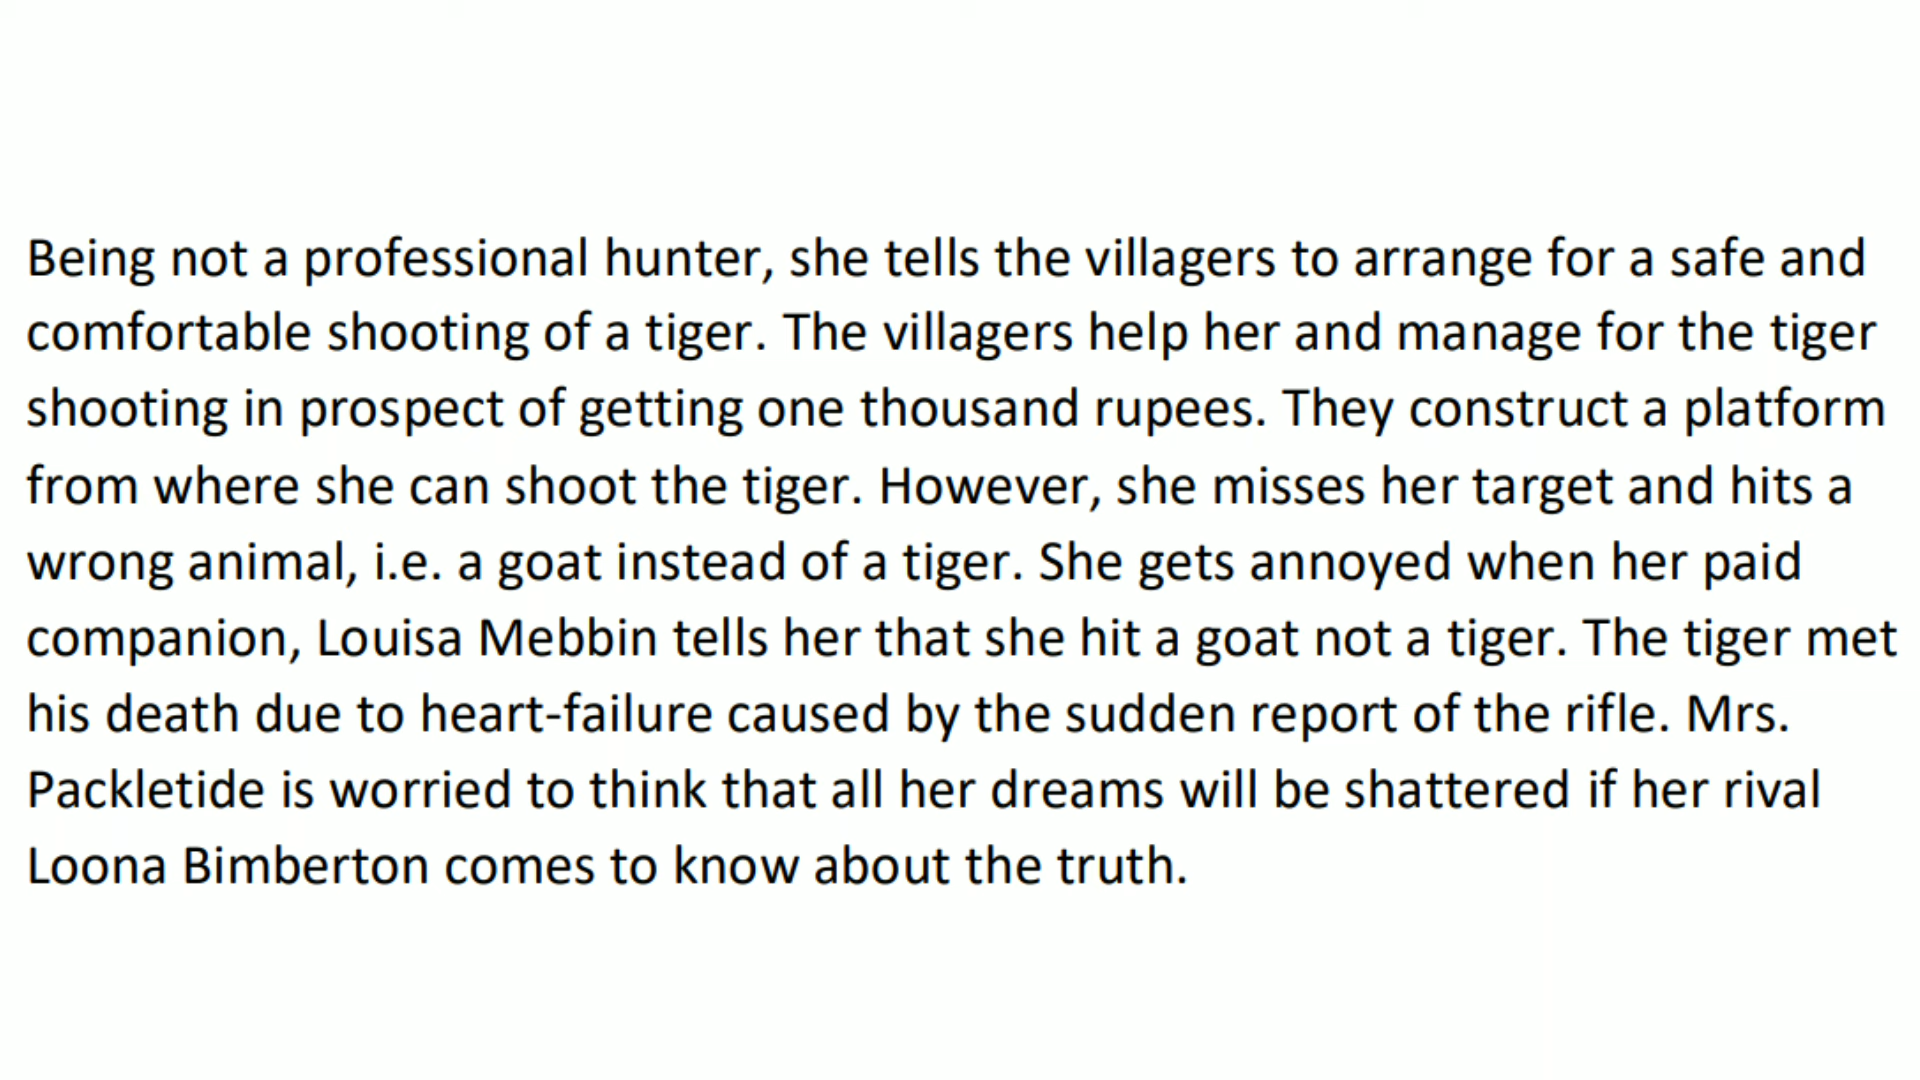 Being not a professional hunter, she tells the villagers to arrange for a safe and
comfortable shooting of a tiger. The villagers help her and manage for the tiger
shooting in prospect of getting one thousand rupees. They construct a platform
from where she can shoot the tiger. However, she misses her target and hits a
wrong animal, i.e. a goat instead of a tiger. She gets annoyed when her paid
companion, Louisa Mebbin tells her that she hit a goat not a tiger. The tiger met
his death due to heart-failure caused by the sudden report of the rifle. Mrs.
Packletide is worried to think that all her dreams will be shattered if her rival
Loona Bimberton comes to know about the truth.